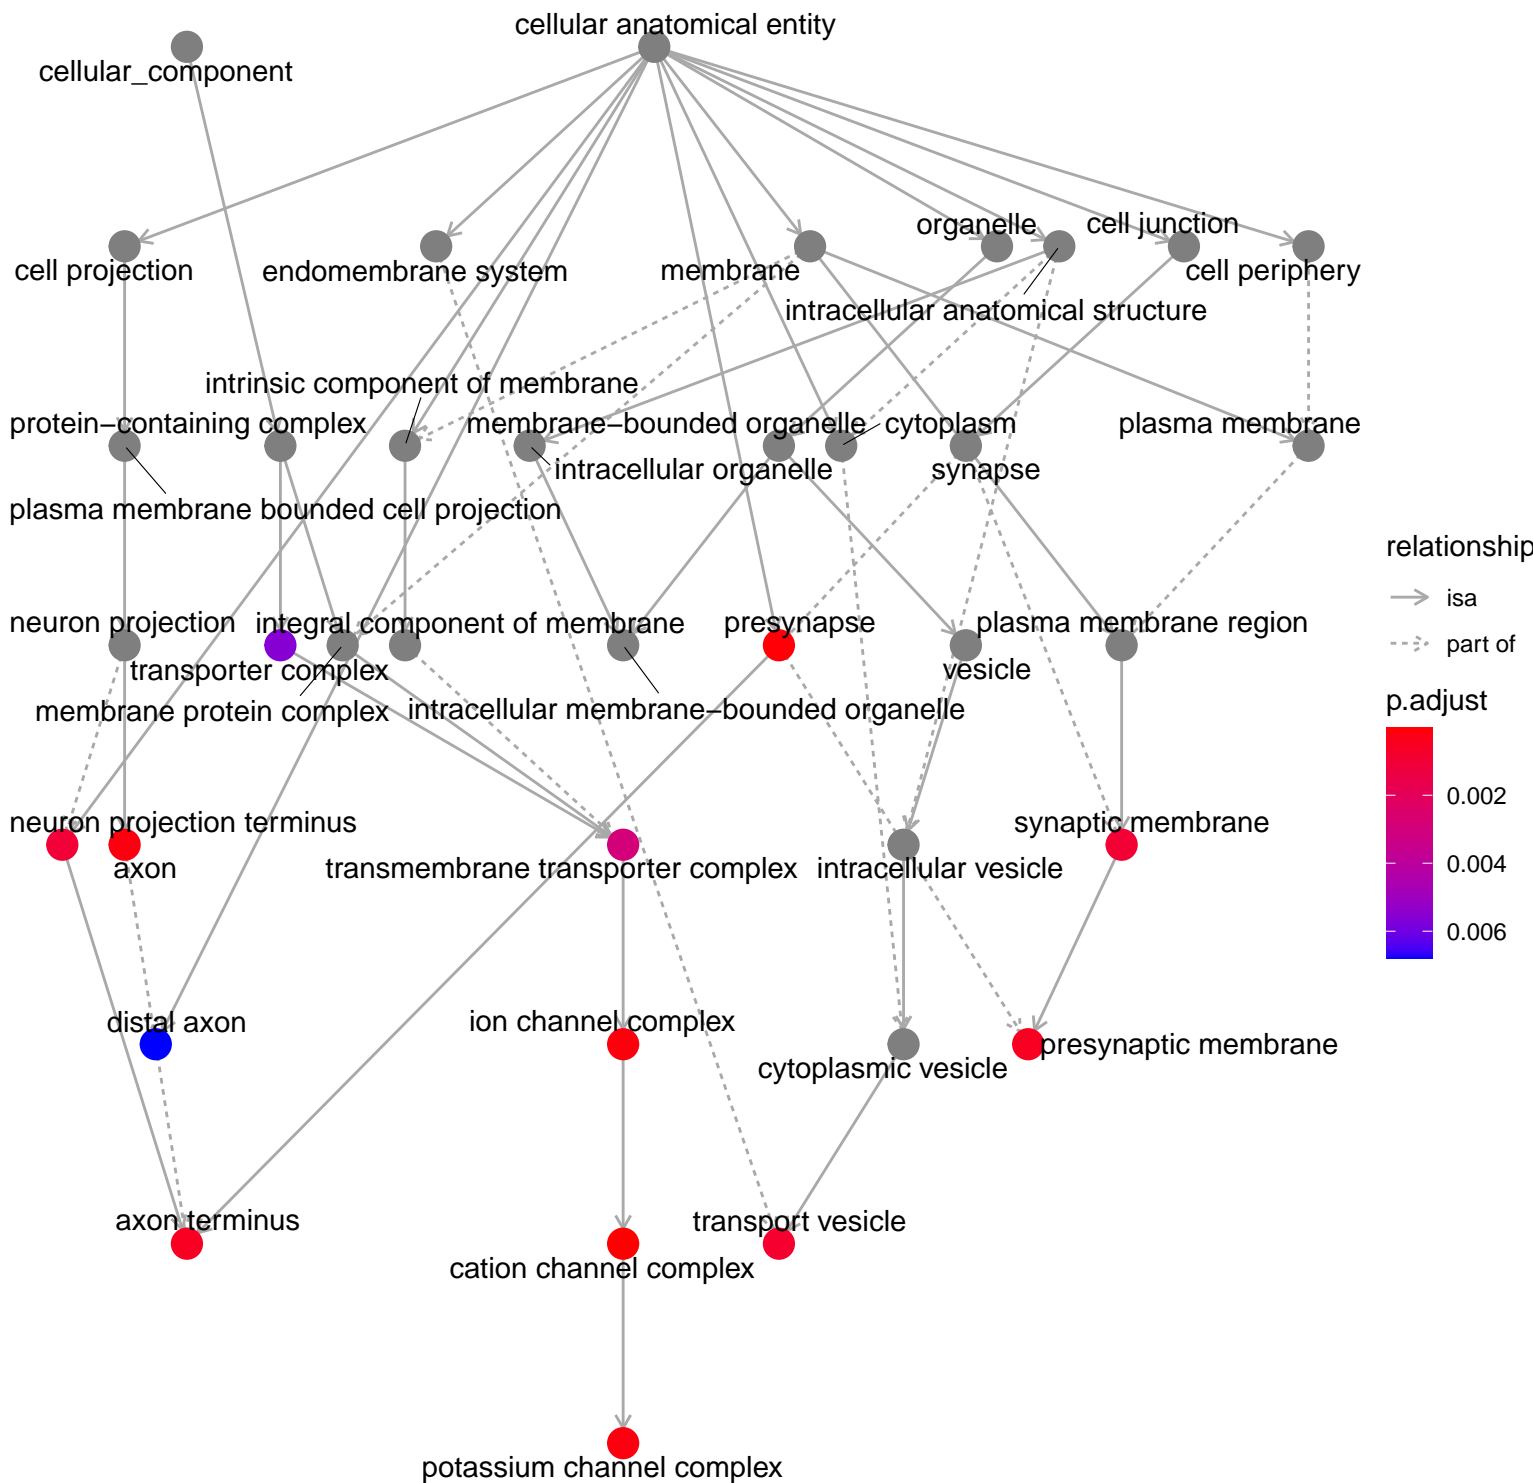 cellular anatomical entity
cellular_component
organelle
cell junction
cell projection
endomembrane system
membrane
cell periphery
intracellular anatomical structure
intrinsic component of membrane
protein−containing complex
membrane−bounded organelle
cytoplasm
plasma membrane
intracellular organelle
synapse
plasma membrane bounded cell projection
relationship
isa
part of
neuron projection
integral component of membrane
presynapse
plasma membrane region
transporter complex
vesicle
membrane protein complex
intracellular membrane−bounded organelle
p.adjust
0.002
0.004
0.006
neuron projection terminus
synaptic membrane
axon
transmembrane transporter complex
intracellular vesicle
distal axon
ion channel complex
presynaptic membrane
cytoplasmic vesicle
axon terminus
transport vesicle
cation channel complex
potassium channel complex